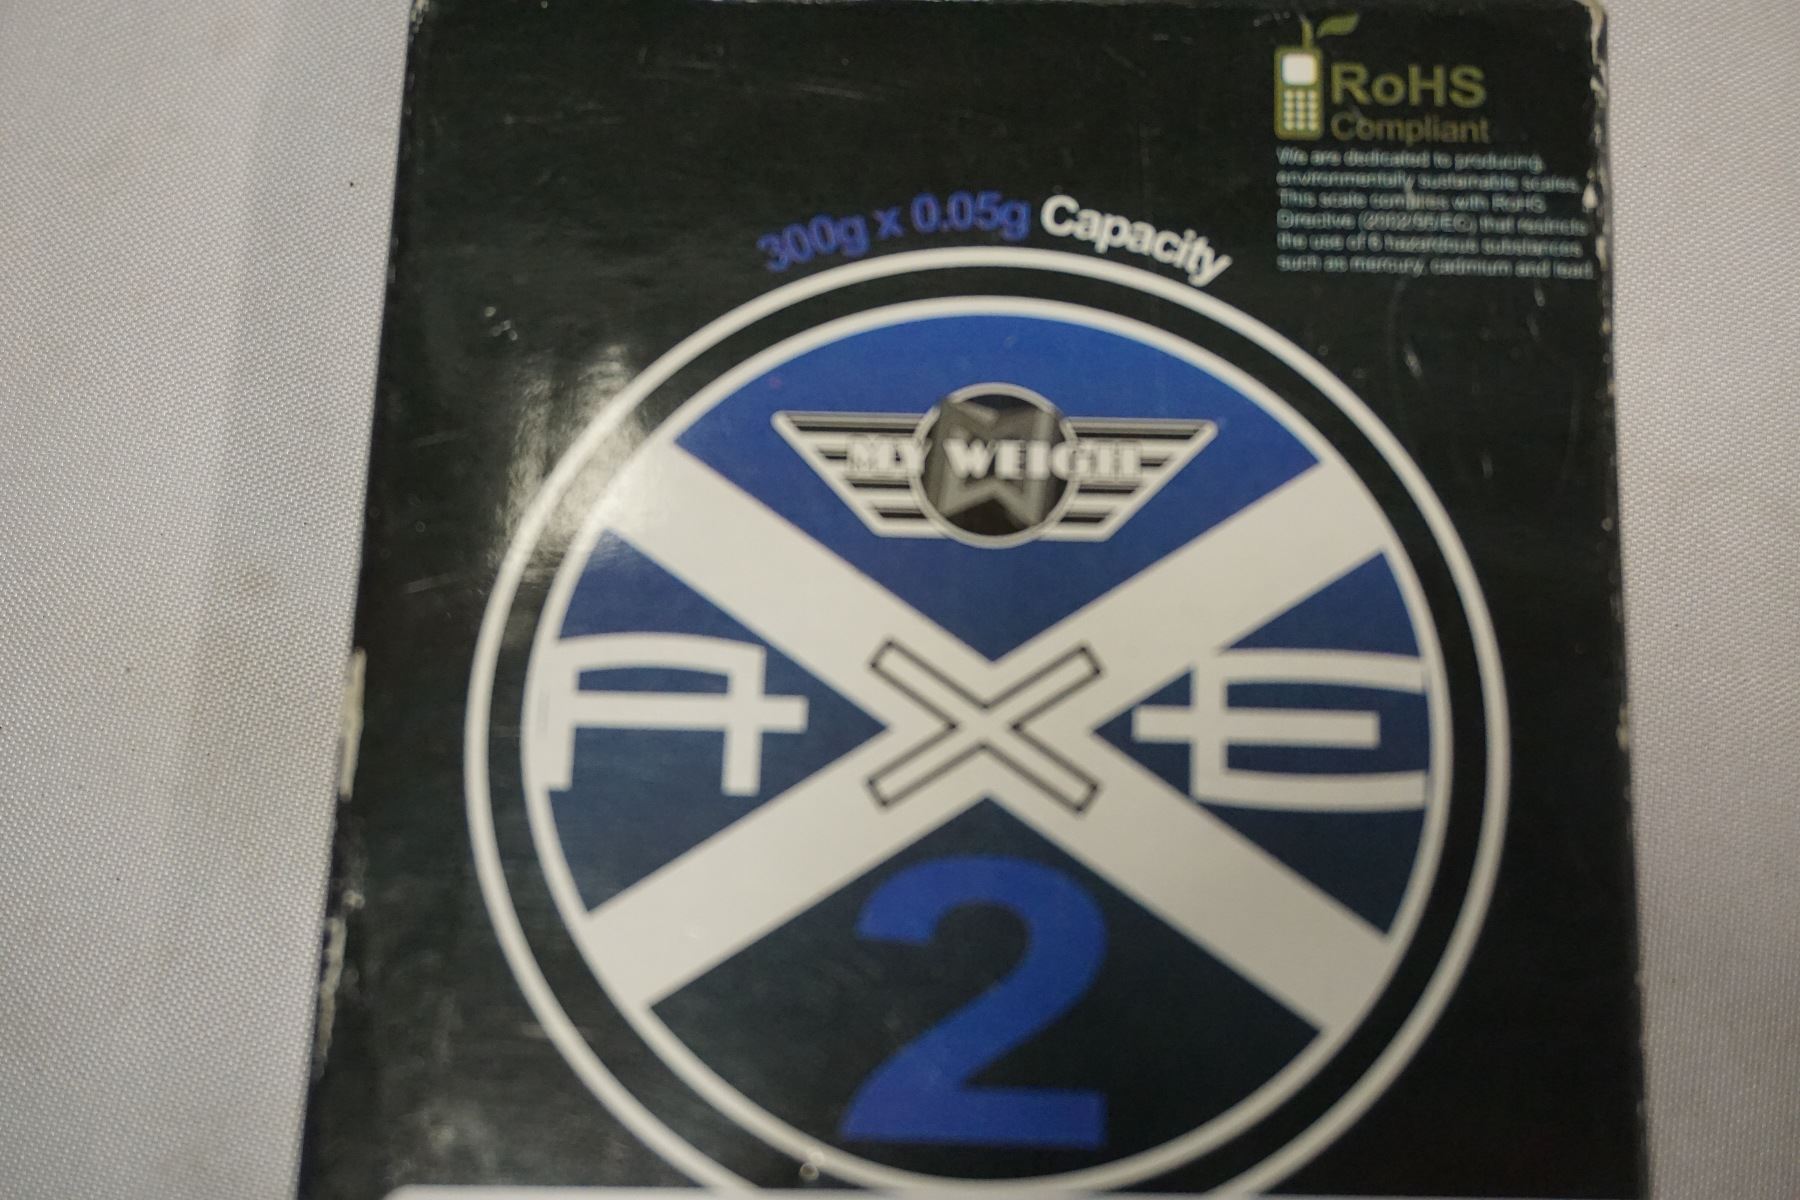 RoHS
Compliant
We are dedicated to producing
environmentally sustainable scales.
This scale complies with RoHS
Directive (2002/95/EC) that restricts
the use of 6 hazardous substances
such as mercury, cadmium and lead.
300g x 0.05g Capacity
MY WEIGH
AXE
2